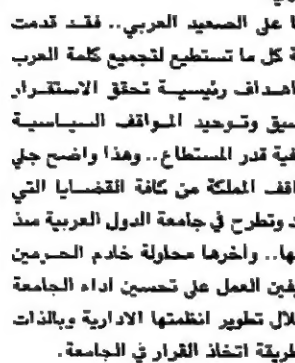 ا على الصعيد العربي.. فقد قدمت
ة كل ما تستطيع لتجميع كلمة العرب
اهداف رئيسية تحقق الاستقرار
سيق وتوحيد المواقف السياسية
فية قدر المستطاع.. وهذا واضح جلي
اقف المملكة من كافة القضايا التي
د وتطرح في جامعة الدول العربية منذ
ها.. وآخرها محاولة خادم الحرمين
يفين العمل على تحسين اداء الجامعة
لال تطوير انظمتها الادارية وبالذات
طريقة اتخاذ القرار في الجامعة.